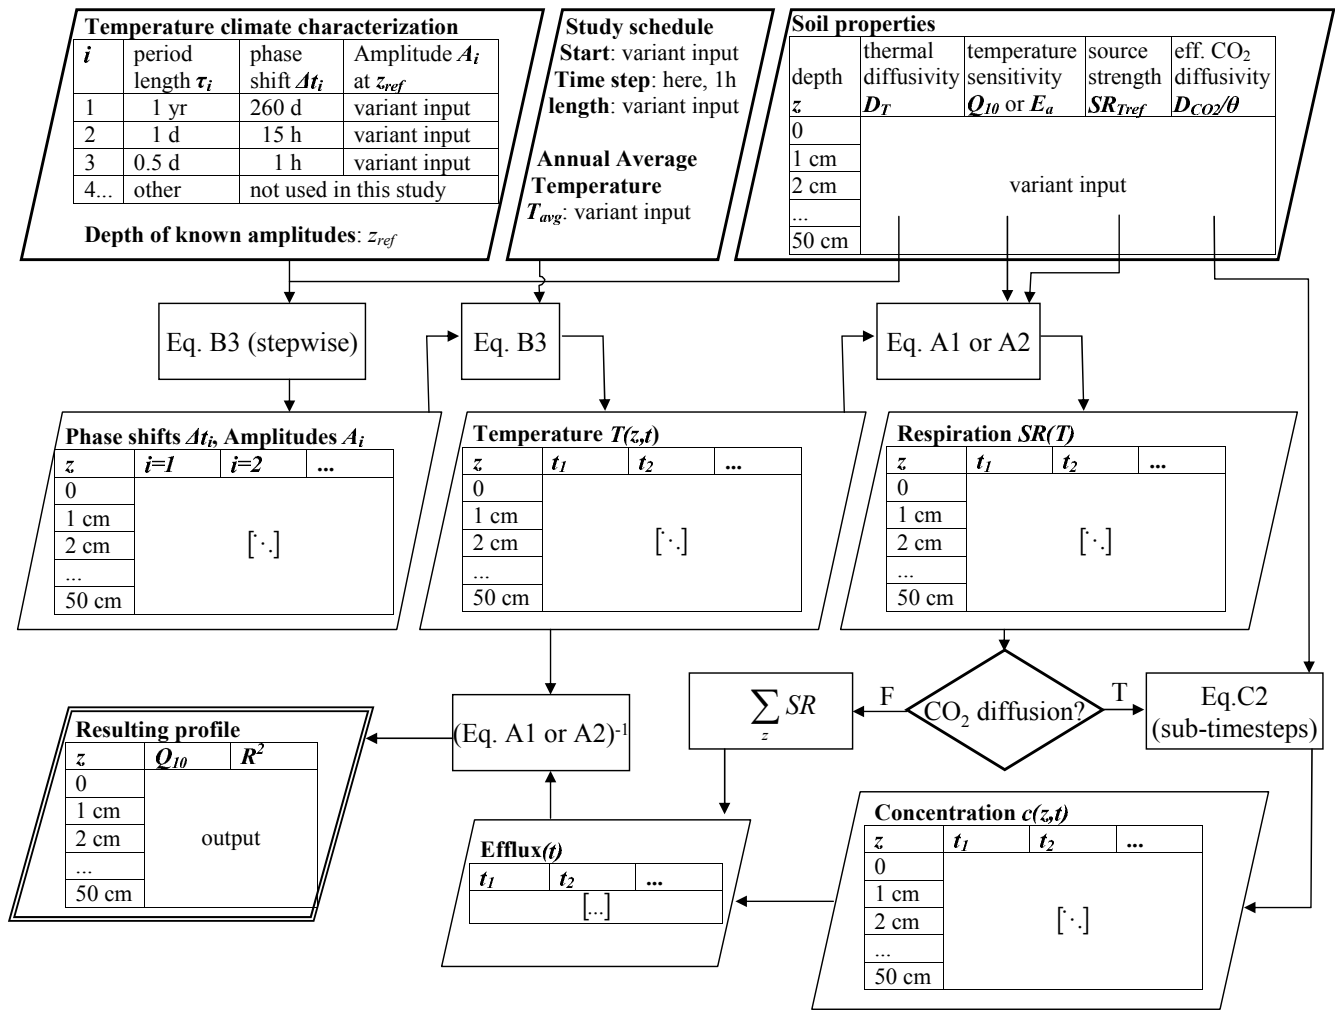 Temperature climate characterization
i period length τi phase shift Δti Amplitude Ai at zref
1 1 yr 260 d variant input
2 1 d 15 h variant input
3 0.5 d 1 h variant input
4... other not used in this study
Depth of known amplitudes: zref
Study schedule
Start: variant input
Time step: here, 1h
length: variant input
Annual Average
Temperature
Tavg: variant input
Soil properties
depth z thermal diffusivity DT temperature sensitivity Q10 or Ea source strength SRTref eff. CO2 diffusivity DCO2/θ
0
1 cm
2 cm
...
50 cm
variant input
Eq. B3 (stepwise)
Eq. B3
Eq. A1 or A2
Phase shifts Δti, Amplitudes Ai
z i=1 i=2 ...
0
1 cm
2 cm
...
50 cm
[⋱]
Temperature T(z,t)
z t1 t2 ...
0
1 cm
2 cm
...
50 cm
[⋱]
Respiration SR(T)
z t1 t2 ...
0
1 cm
2 cm
...
50 cm
[⋱]
(Eq. A1 or A2)-1
∑ SR
z
F
CO2 diffusion?
T
Eq.C2
(sub-timesteps)
Resulting profile
z Q10 R2
0
1 cm
2 cm
...
50 cm
output
Efflux(t)
t1 t2 ...
[...]
Concentration c(z,t)
z t1 t2 ...
0
1 cm
2 cm
...
50 cm
[⋱]